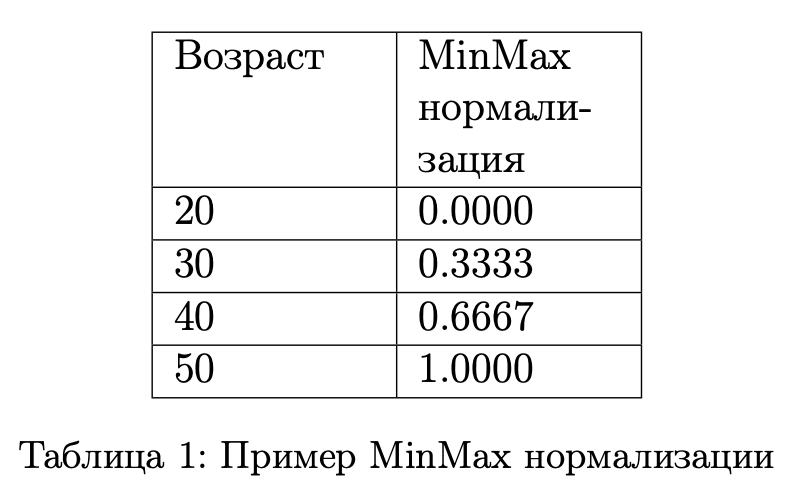 Возраст MinMax
нормали-
зация
20 0.0000
30 0.3333
40 0.6667
50 1.0000
Таблица 1: Пример MinMax нормализации